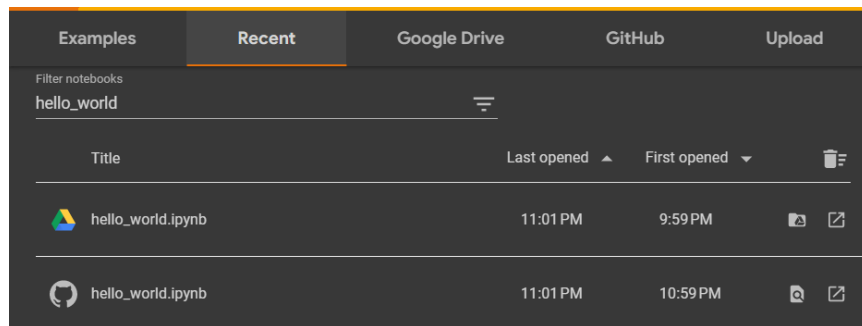 Examples Recent Google Drive GitHub Upload
Filter notebooks
hello_world
Title Last opened First opened
hello_world.ipynb 11:01 PM 9:59 PM
hello_world.ipynb 11:01 PM 10:59 PM